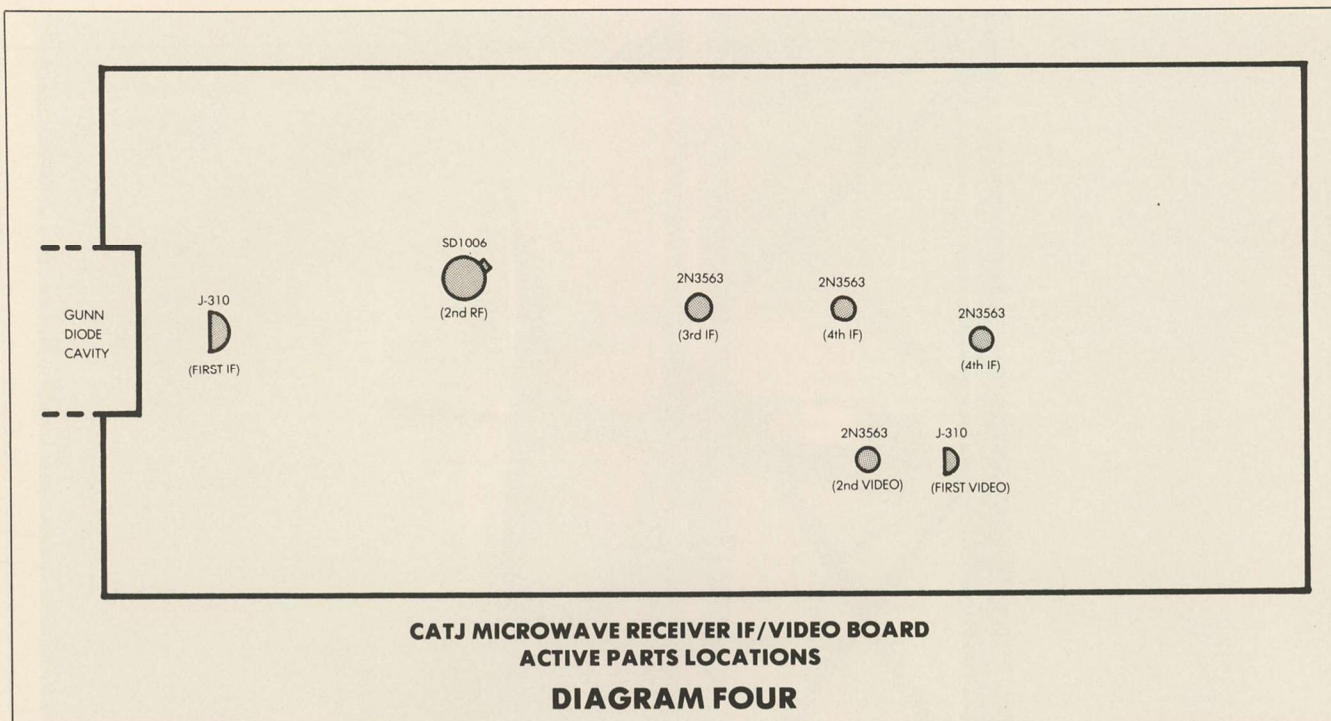 SD1006
(2nd RF)
2N3563
(3rd IF)
2N3563
(4th IF)
2N3563
(4th IF)
GUNN
DIODE
CAVITY
J-310
(FIRST IF)
2N3563
(2nd VIDEO)
J-310
(FIRST VIDEO)
CATJ MICROWAVE RECEIVER IF/VIDEO BOARD
ACTIVE PARTS LOCATIONS
DIAGRAM FOUR